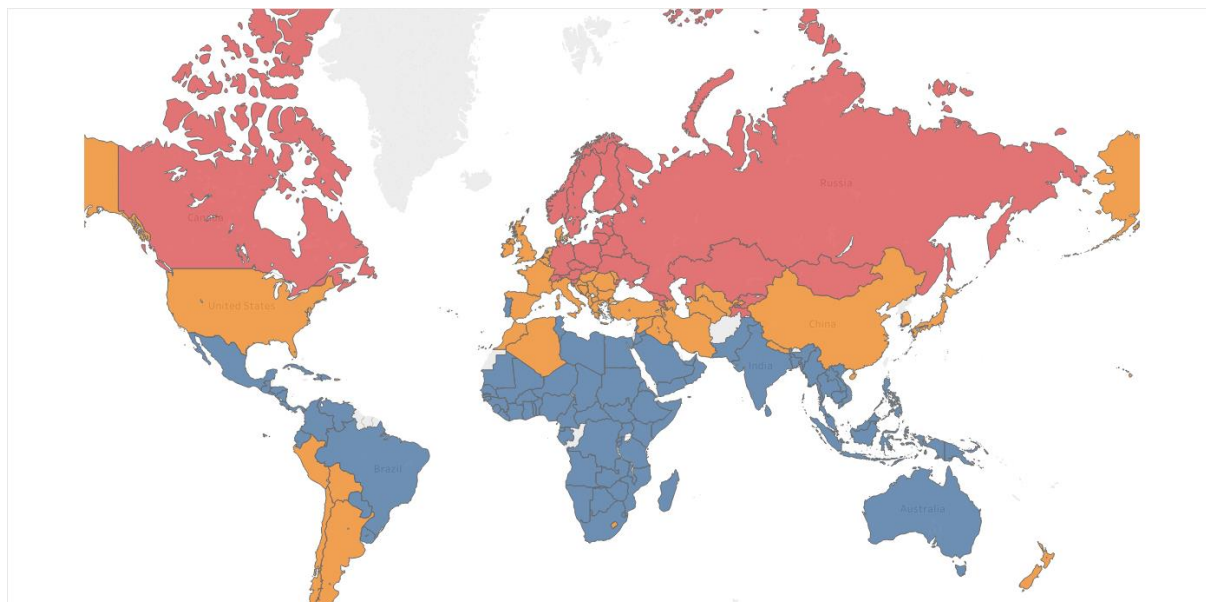 Canada
Russia
United States
China
India
Brazil
Australia